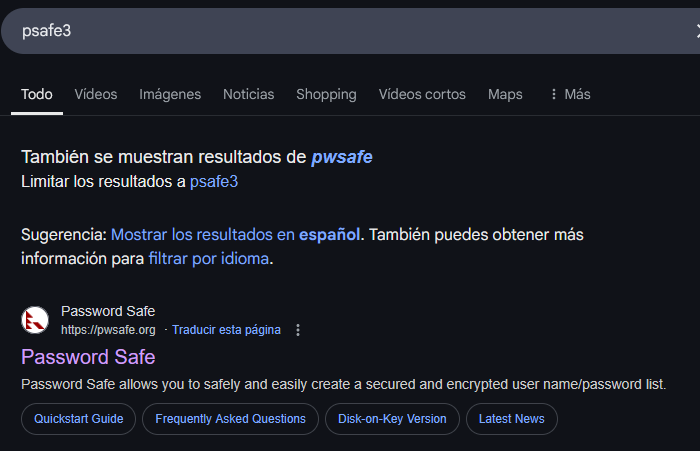 psafe3
Todo Vídeos Imágenes Noticias Shopping Vídeos cortos Maps Más
También se muestran resultados de pwsafe
Limitar los resultados a psafe3
Sugerencia: Mostrar los resultados en español. También puedes obtener más
información para filtrar por idioma.
Password Safe
https://pwsafe.org · Traducir esta página
Password Safe
Password Safe allows you to safely and easily create a secured and encrypted user name/password list.
Quickstart Guide Frequently Asked Questions Disk-on-Key Version Latest News